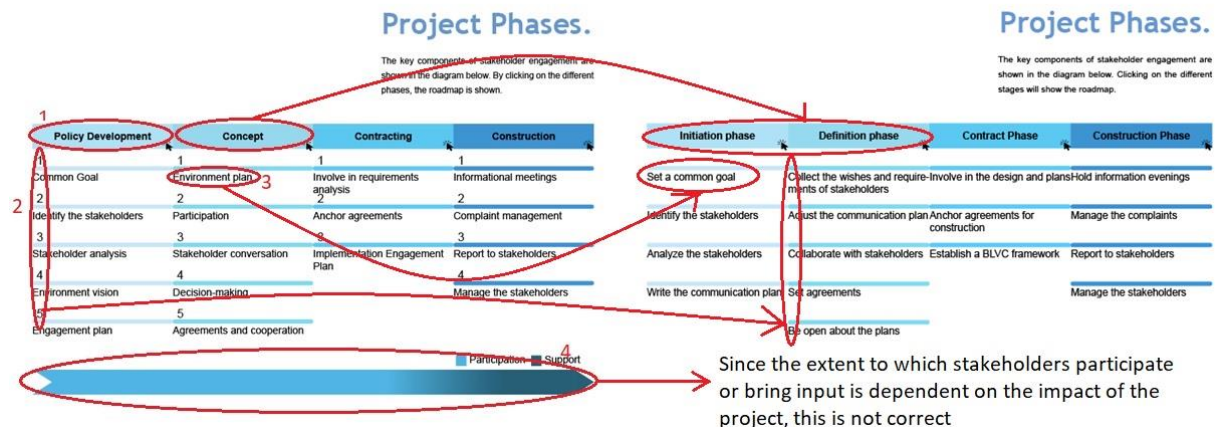 Project Phases.
The key components of stakeholder engagement are
shown in the diagram below. By clicking on the different
phases, the roadmap is shown.
1
Policy Development
Concept
Contracting
Construction
2
1
Common Goal
2
Identify the stakeholders
3
Stakeholder analysis
4
Environment vision
5
Engagement plan
1
Environment plan
3
2
Participation
3
Stakeholder conversation
4
Decision-making
5
Agreements and cooperation
1
Involve in requirements
analysis
2
Anchor agreements
3
Implementation Engagement
Plan
1
Informational meetings
2
Complaint management
3
Report to stakeholders
4
Manage the stakeholders
4
Participation
Support
Project Phases.
The key components of stakeholder engagement are
shown in the diagram below. Clicking on the different
stages will show the roadmap.
Initiation phase
Definition phase
Contract Phase
Construction Phase
Set a common goal
Identify the stakeholders
Analyze the stakeholders
Write the communication plan
Collect the wishes and require-
ments of stakeholders
Adjust the communication plan
Collaborate with stakeholders
Set agreements
Be open about the plans
Involve in the design and plans
Anchor agreements for
construction
Establish a BLVC framework
Hold information evenings
Manage the complaints
Report to stakeholders
Manage the stakeholders
Since the extent to which stakeholders participate
or bring input is dependent on the impact of the
project, this is not correct